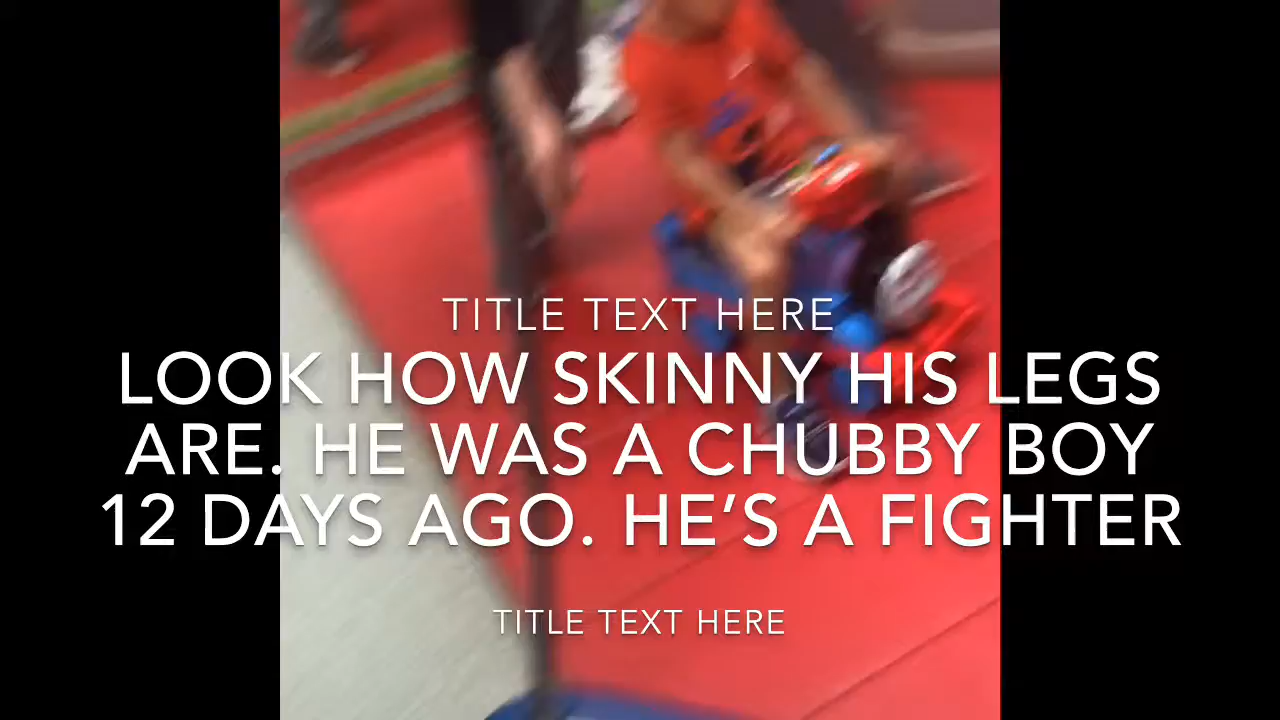 TITLE TEXT HERE
LOOK HOW SKINNY HIS LEGS
ARE. HE WAS A CHUBBY BOY
12 DAYS AGO. HE'S A FIGHTER
TITLE TEXT HERE